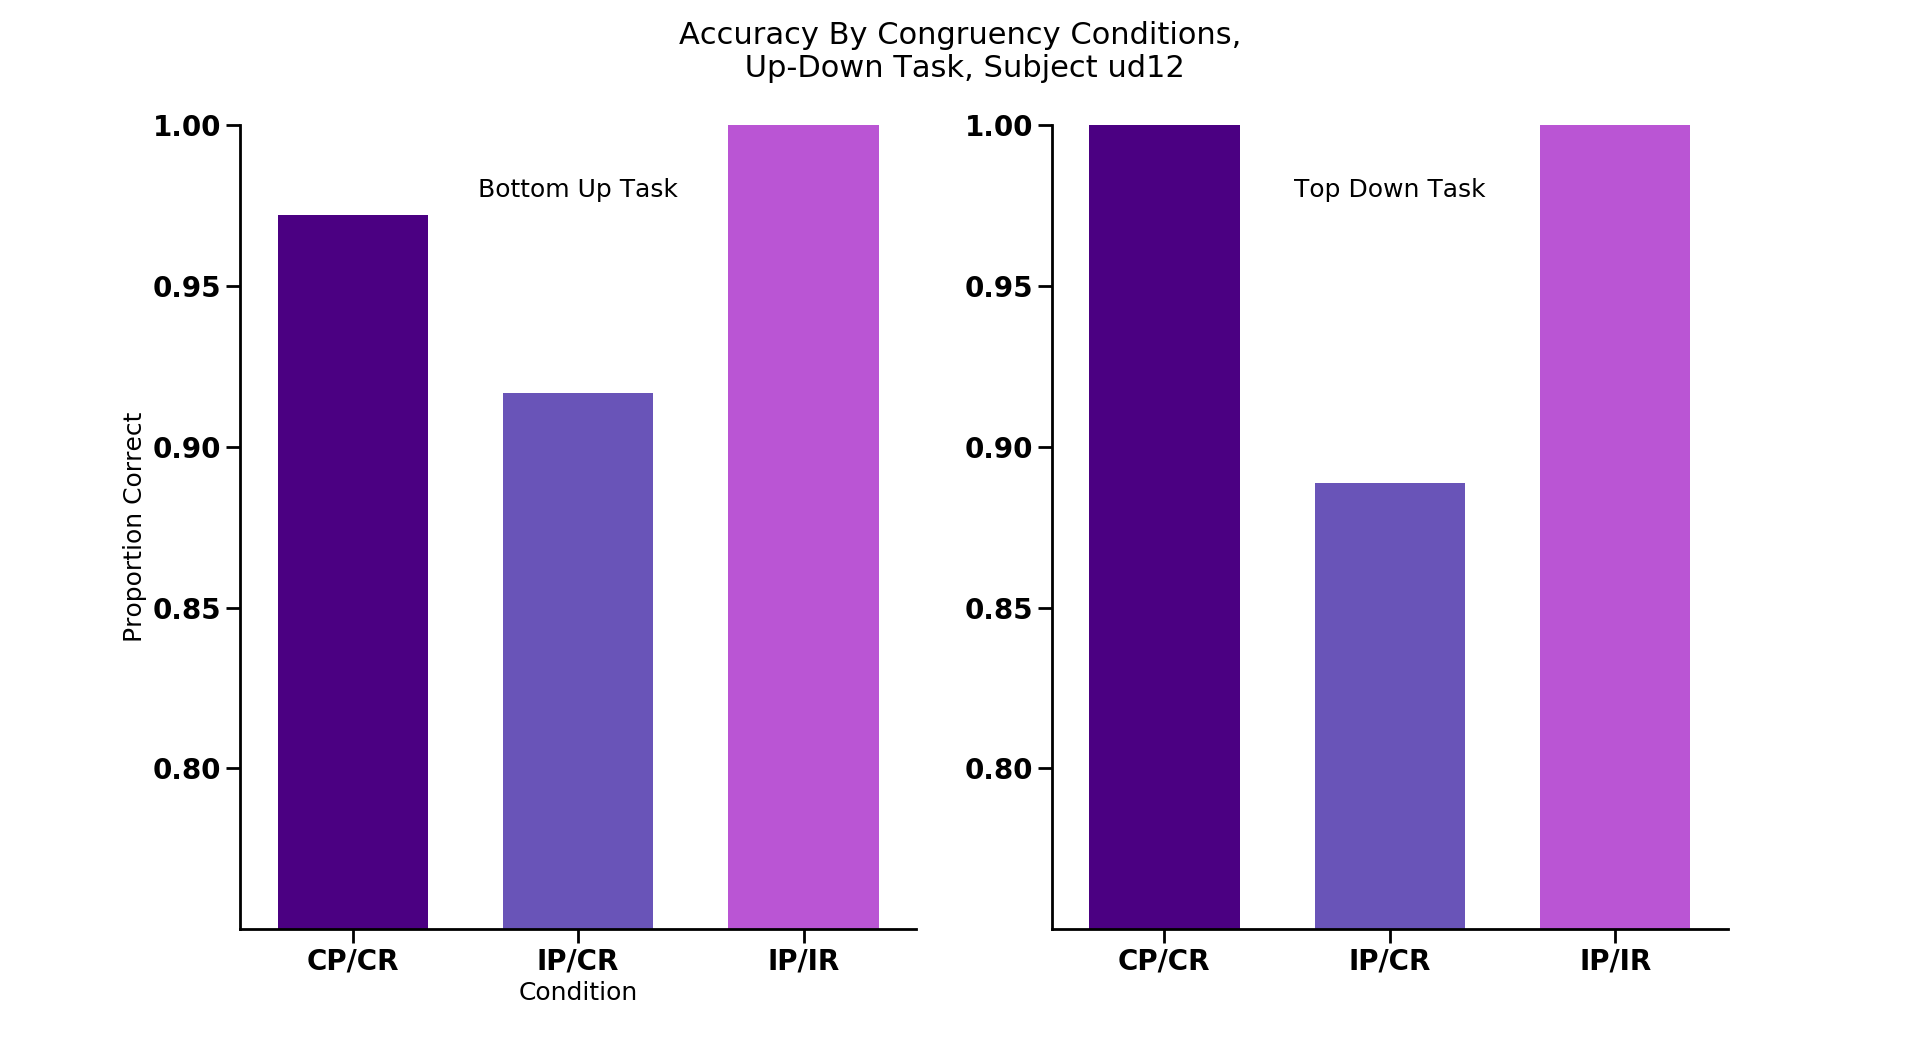 Accuracy By Congruency Conditions,
Up-Down Task, Subject ud12
Bottom Up Task
1.00
0.95
0.90
0.85
0.80
Proportion Correct
CP/CR IP/CR IP/IR
Condition
Top Down Task
1.00
0.95
0.90
0.85
0.80
CP/CR IP/CR IP/IR